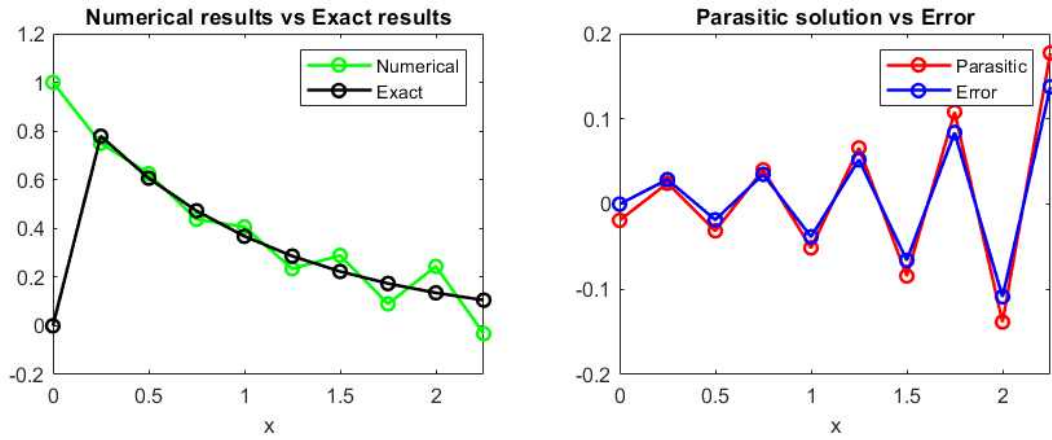 Numerical results vs Exact results
1.2
1
0.8
0.6
0.4
0.2
0
-0.2
Numerical
Exact
0
0.5
1
1.5
2
x
Parasitic solution vs Error
0.2
0.1
0
-0.1
-0.2
Parasitic
Error
0
0.5
1
1.5
2
x